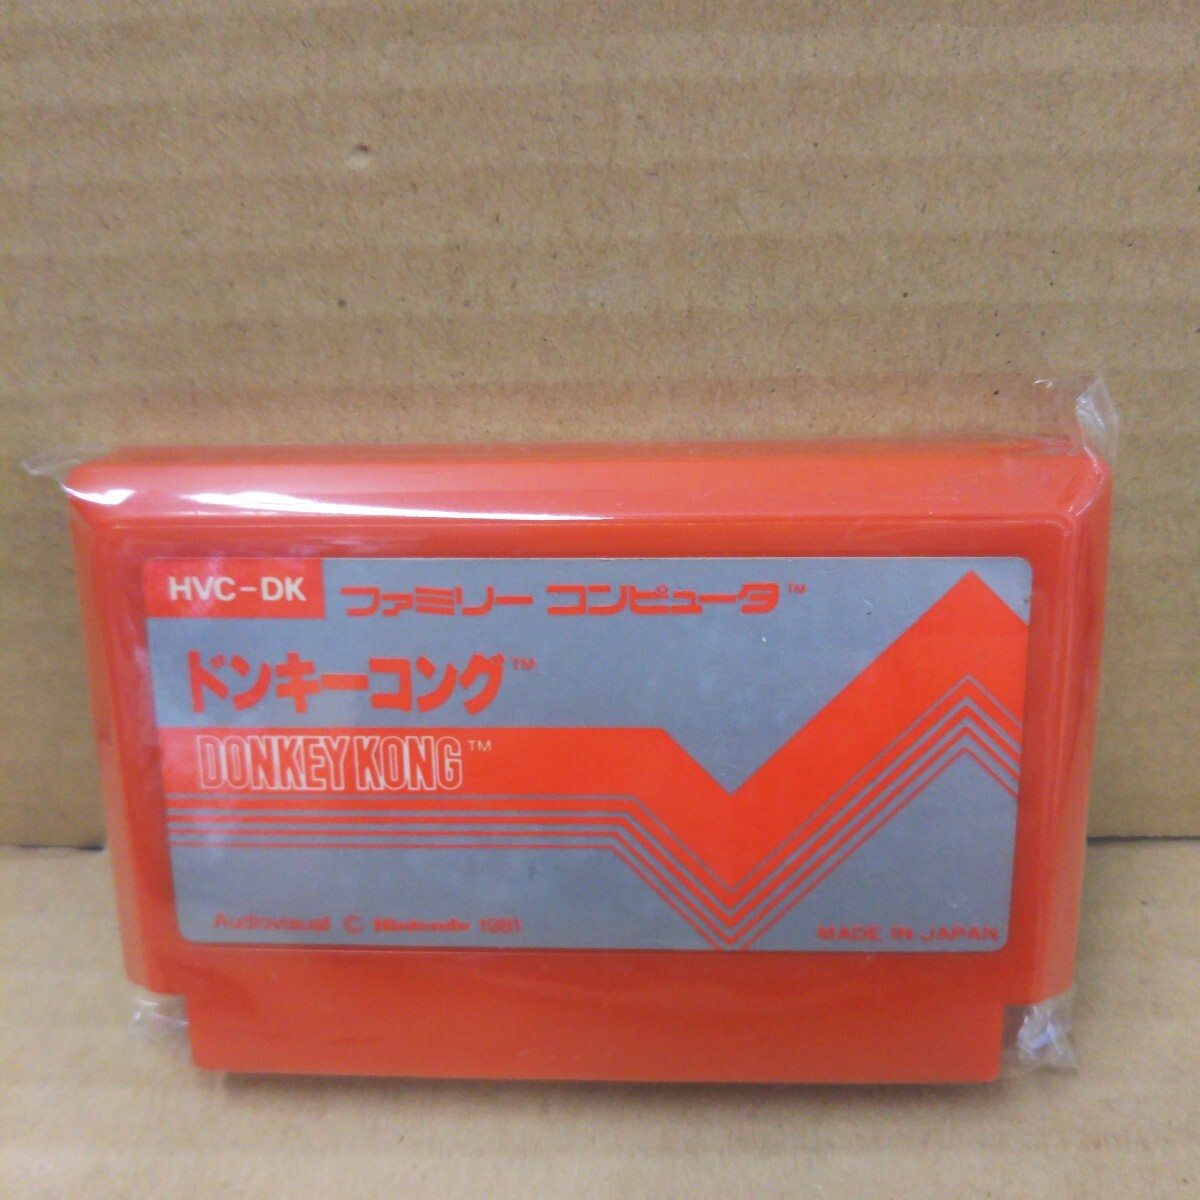 HVC-DK ファミリー コンピュータ™
ドンキーコング™
DONKEY KONG™
Audiovisual © Nintendo 1981
MADE IN JAPAN